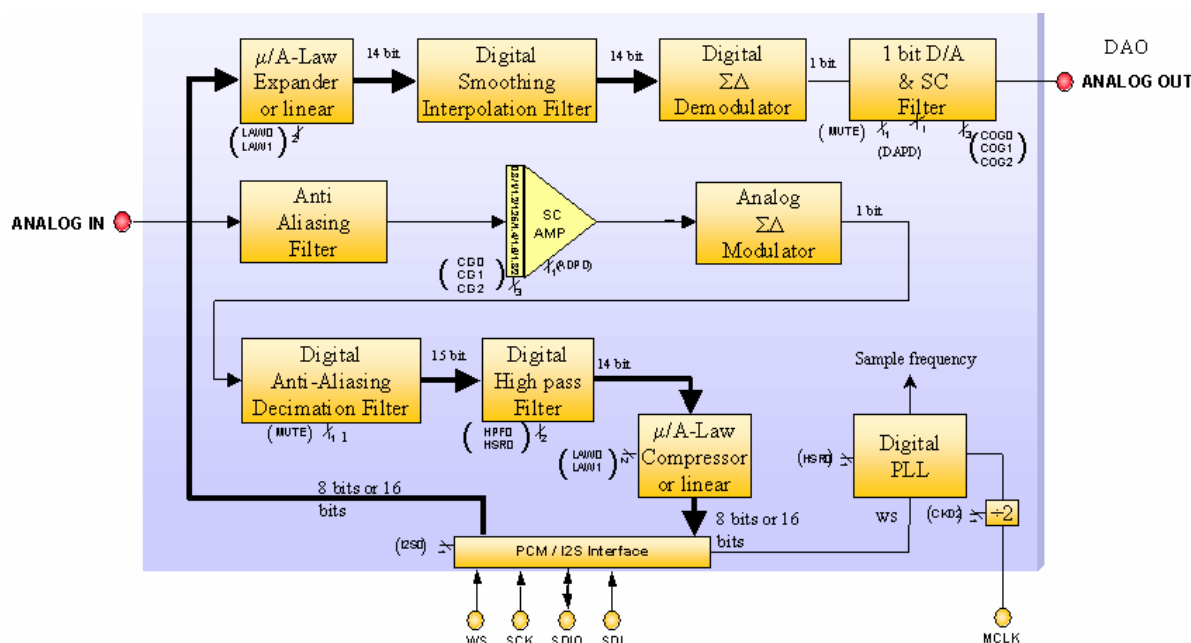 μ/A-Law
Expander
or linear
14 bit
Digital
Smoothing
Interpolation Filter
14 bit
Digital
ΣΔ
Demodulator
1 bit
1 bit D/A
& SC
Filter
DAO
ANALOG OUT
(LAW0
LAW1)
2
(MUTE)
1
1
(DAPD)
3
(COG0
COG1
COG2)
ANALOG IN
Anti
Aliasing
Filter
SC
AMP
(CG0
CG1
CG2)
3
1
Analog
ΣΔ
Modulator
1 bit
Digital
Anti-Aliasing
Decimation Filter
(MUTE)
1 1
15 bit
Digital
High pass
Filter
(HPF0
HSR0)
2
14 bit
(LAW0
LAW1)
2
μ/A-Law
Compressor
or linear
Sample frequency
Digital
PLL
(HSR0)
WS
÷2
8 bits or 16
bits
8 bits or 16
bits
(I2S0)
PCM / I2S Interface
WS
SCK
SDIO
SDI
MCLK